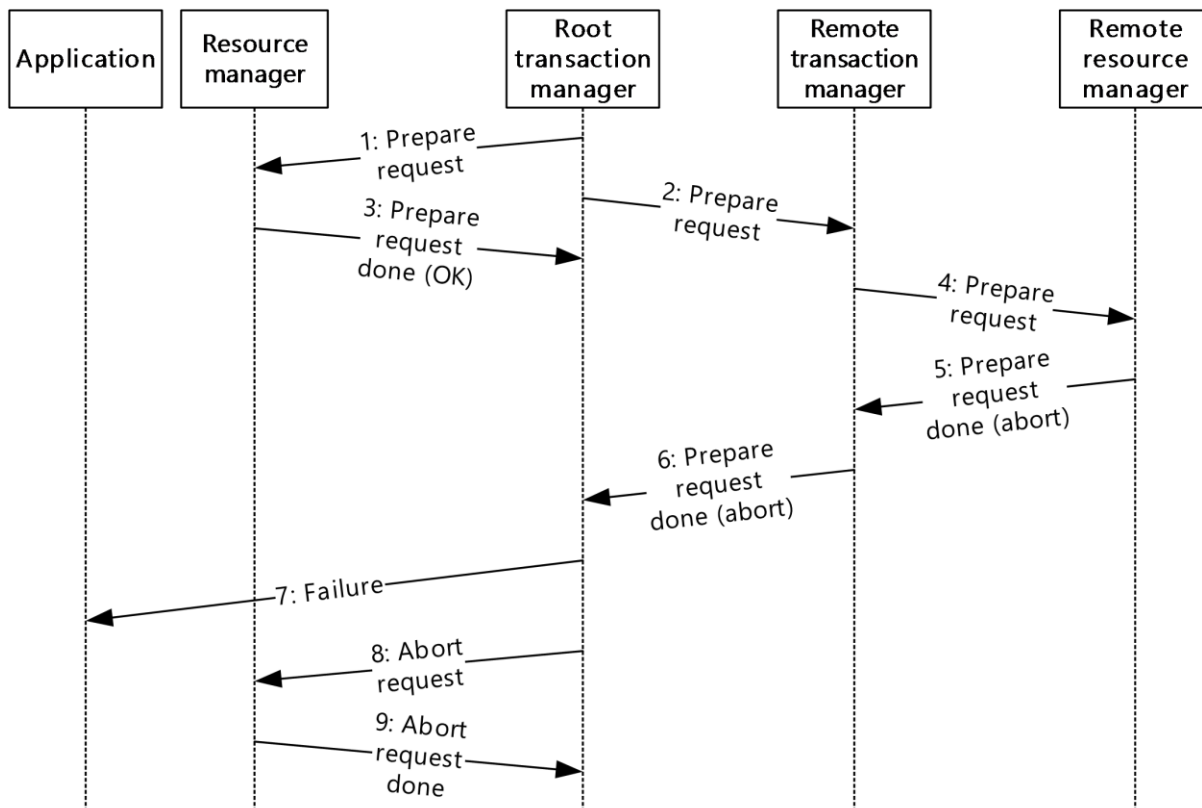 Application
Resource
manager
Root
transaction
manager
Remote
transaction
manager
Remote
resource
manager
1: Prepare
request
2: Prepare
request
3: Prepare
request
done (OK)
4: Prepare
request
5: Prepare
request
done (abort)
6: Prepare
request
done (abort)
7: Failure
8: Abort
request
9: Abort
request
done